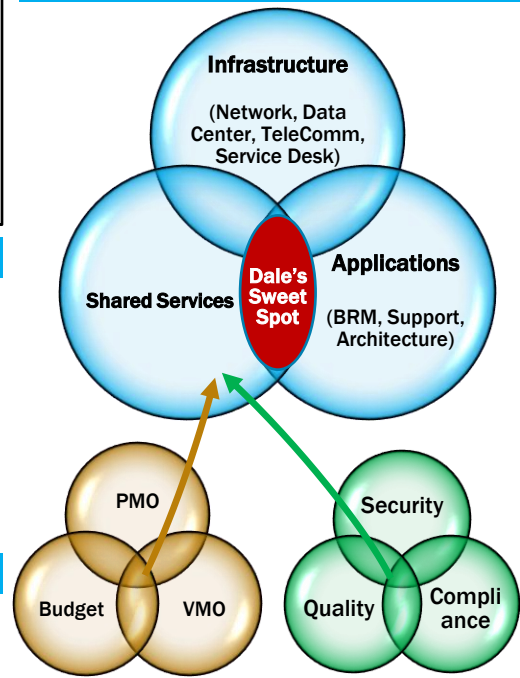 Infrastructure
(Network, Data
Center, TeleComm,
Service Desk)
Shared Services
Dale's
Sweet
Spot
Applications
(BRM, Support,
Architecture)
PMO
Budget
VMO
Security
Quality
Compli
ance